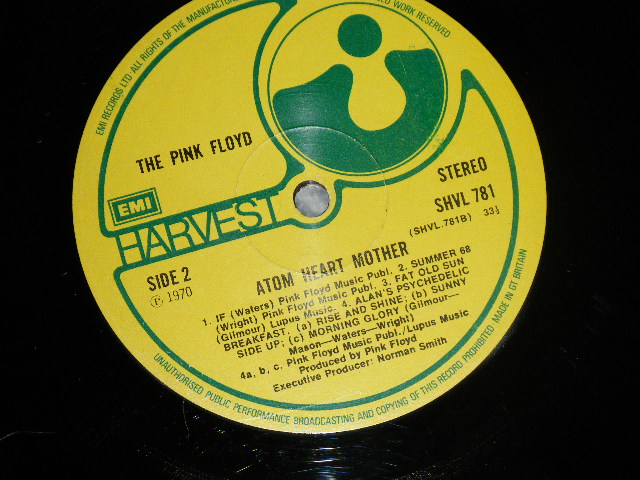 EMI RECORDS LTD ALL RIGHTS OF THE MANUFACTURER
WORK RESERVED
THE PINK FLOYD
STEREO
SHVL 781
(SHVL.781B) 33⅓
EMI
HARVEST
SIDE 2
℗ 1970
ATOM HEART MOTHER
1. IF (Waters) Pink Floyd Music Publ. 2. SUMMER 68
(Wright) Pink Floyd Music Publ. 3. FAT OLD SUN
(Gilmour) Lupus Music. 4. ALAN'S PSYCHEDELIC
BREAKFAST. (a) RISE AND SHINE; (b) SUNNY
SIDE UP; (c) MORNING GLORY (Gilmour—
Mason—Waters—Wright)
4a, b, c. Pink Floyd Music Publ./Lupus Music
Produced by Pink Floyd
Executive Producer: Norman Smith
UNAUTHORISED PUBLIC PERFORMANCE BROADCASTING AND COPYING OF THIS RECORD PROHIBITED MADE IN GT BRITAIN